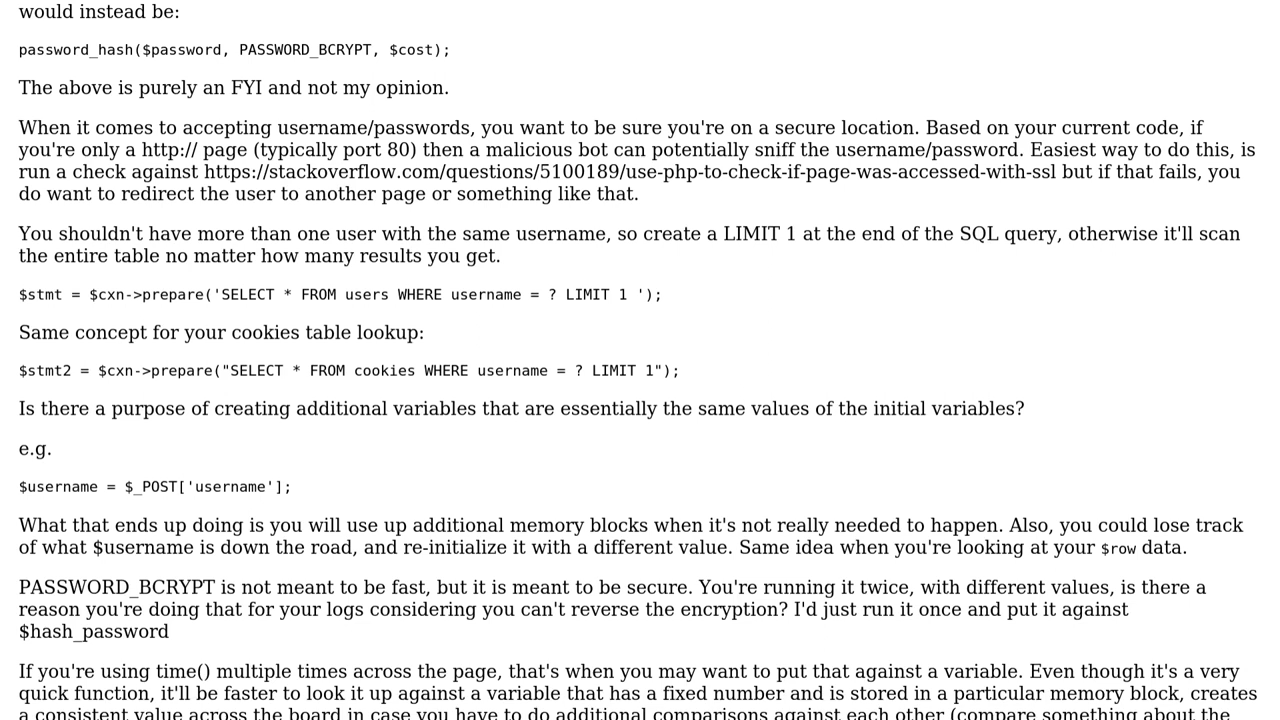 would instead be:
password_hash($password, PASSWORD_BCRYPT, $cost);
The above is purely an FYI and not my opinion.
When it comes to accepting username/passwords, you want to be sure you're on a secure location. Based on your current code, if
you're only a http:// page (typically port 80) then a malicious bot can potentially sniff the username/password. Easiest way to do this, is
run a check against https://stackoverflow.com/questions/5100189/use-php-to-check-if-page-was-accessed-with-ssl but if that fails, you
do want to redirect the user to another page or something like that.
You shouldn't have more than one user with the same username, so create a LIMIT 1 at the end of the SQL query, otherwise it'll scan
the entire table no matter how many results you get.
$stmt = $cxn->prepare('SELECT * FROM users WHERE username = ? LIMIT 1 ');
Same concept for your cookies table lookup:
$stmt2 = $cxn->prepare("SELECT * FROM cookies WHERE username = ? LIMIT 1");
Is there a purpose of creating additional variables that are essentially the same values of the initial variables?
e.g.
$username = $_POST['username'];
What that ends up doing is you will use up additional memory blocks when it's not really needed to happen. Also, you could lose track
of what $username is down the road, and re-initialize it with a different value. Same idea when you're looking at your $row data.
PASSWORD_BCRYPT is not meant to be fast, but it is meant to be secure. You're running it twice, with different values, is there a
reason you're doing that for your logs considering you can't reverse the encryption? I'd just run it once and put it against
$hash_password
If you're using time() multiple times across the page, that's when you may want to put that against a variable. Even though it's a very
quick function, it'll be faster to look it up against a variable that has a fixed number and is stored in a particular memory block, creates
a consistent value across the board in case you have to do additional comparisons against each other (compare something about the